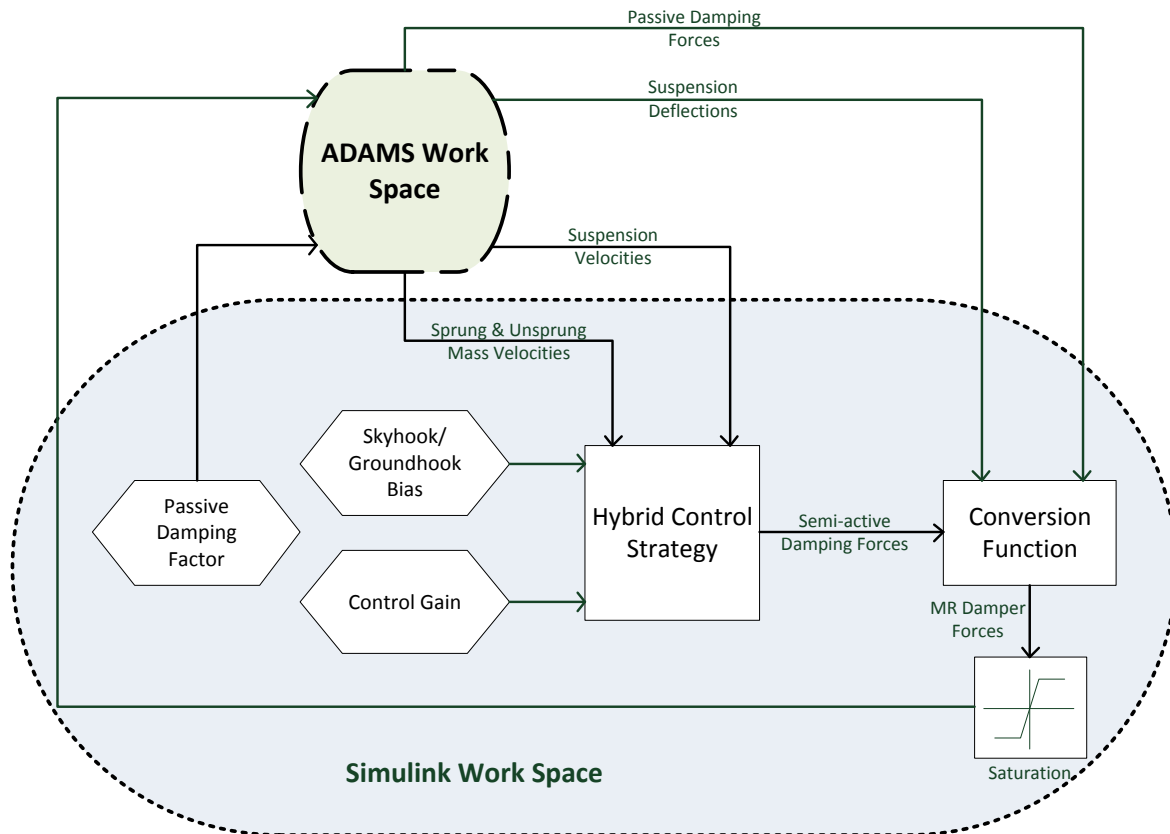 Passive Damping
Forces
Suspension
Deflections
ADAMS Work
Space
Suspension
Velocities
Sprung & Unsprung
Mass Velocities
Skyhook/
Groundhook
Bias
Passive
Damping
Factor
Hybrid Control
Strategy
Semi-active
Damping Forces
Conversion
Function
Control Gain
MR Damper
Forces
Simulink Work Space
Saturation